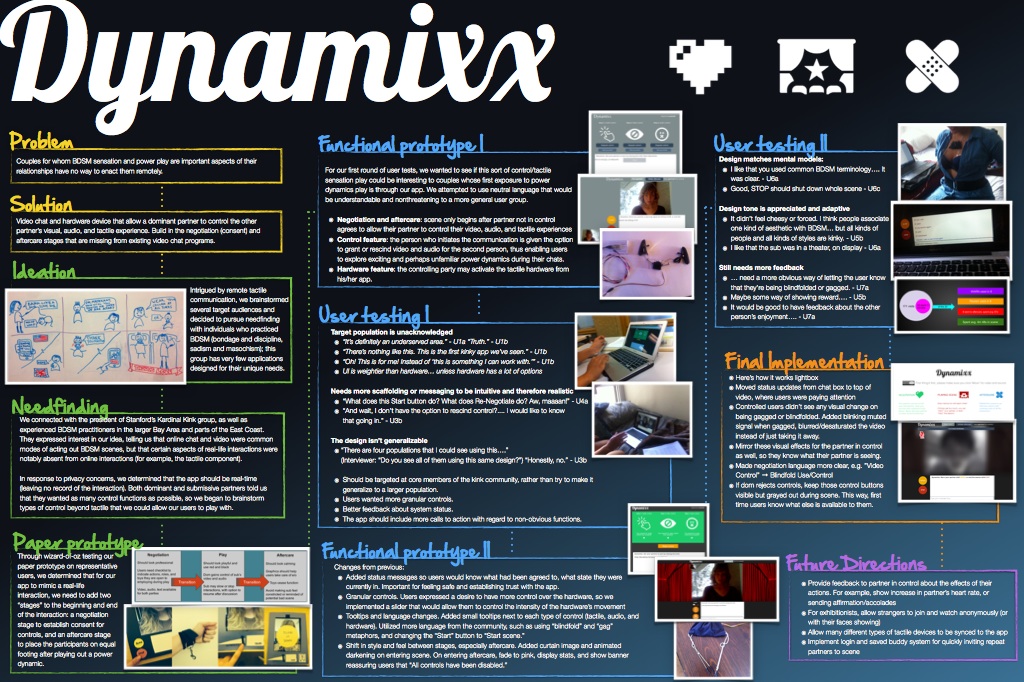 Dynamixx
Problem
Couples for whom BDSM sensation and power play are important aspects of their
relationships have no way to enact them remotely.
Solution
Video chat and hardware device that allow a dominant partner to control the other
partner's visual, audio, and tactile experience. Build in the negotiation (consent) and
aftercare stages that are missing from existing video chat programs.
Ideation
Intrigued by remote tactile
communication, we brainstormed
several target audiences and
decided to pursue needfinding
with individuals who practiced
BDSM (bondage and discipline,
sadism and masochism); this
group has very few applications
designed for their unique needs.
Needfinding
We connected with the president of Stanford's Kardinal Kink group, as well as
experienced BDSM practitioners in the larger Bay Area and parts of the East Coast.
They expressed interest in our idea, telling us that online chat and video were common
modes of acting out BDSM scenes, but that certain aspects of real-life interactions were
notably absent from online interactions (for example, the tactile component).
In response to privacy concerns, we determined that the app should be real-time
(leaving no record of the interaction). Both dominant and submissive partners told us
that they wanted as many control functions as possible, so we began to brainstorm
types of control beyond tactile that we could allow our users to play with.
Paper prototype
Through wizard-of-oz testing our
paper prototype on representative
users, we determined that for our
app to mimic a real-life
interaction, we need to add two
"stages" to the beginning and end
of the interaction: a negotiation
stage to establish consent for
controls, and an aftercare stage
to place the participants on equal
footing after playing out a power
dynamic.
Negotiation
Play
Aftercare
Transition
Transition
Functional prototype I
For our first round of user tests, we wanted to see if this sort of control/tactile
sensation play could be interesting to couples whose first exposure to power
dynamics play is through our app. We attempted to use neutral language that would
be understandable and nonthreatening to a more general user group.
Negotiation and aftercare: scene only begins after partner not in control
agrees to allow their partner to control their video, audio, and tactile experiences
Control feature: the person who initiates the communication is given the option
to grant or rescind video and audio for the second person, thus enabling users
to explore exciting and perhaps unfamiliar power dynamics during their chats.
Hardware feature: the controlling party may activate the tactile hardware from
his/her app.
User testing I
Target population is unacknowledged
"It's definitely an underserved area." - U1a "Truth." - U1b
"There's nothing like this. This is the first kinky app we've seen." - U1b
"Oh! This is for me! Instead of 'this is something I can work with.'" - U1b
UI is weightier than hardware... unless hardware has a lot of options
Needs more scaffolding or messaging to be intuitive and therefore realistic
"What does this Start button do? What does Re-Negotiate do? Aw, maaan!" - U4a
"And wait, I don't have the option to rescind control?.... I would like to know
that going in." - U3b
The design isn't generalizable
"There are four populations that I could see using this...."
(Interviewer: "Do you see all of them using this same design?") "Honestly, no." - U3b
Should be targeted at core members of the kink community, rather than try to make it
generalize to a larger population.
Users wanted more granular controls.
Better feedback about system status.
The app should include more calls to action with regard to non-obvious functions.
Functional prototype II
Changes from previous:
Added status messages so users would know what had been agreed to, what state they were
currently in. Important for feeling safe and establishing trust with the app.
Granular controls. Users expressed a desire to have more control over the hardware, so we
implemented a slider that would allow them to control the intensity of the hardware's movement
Tooltips and language changes. Added small tooltips next to each type of control (tactile, audio, and
hardware). Utilized more language from the community, such as using "blindfold" and "gag"
metaphors, and changing the "Start" button to "Start scene."
Shift in style and feel between stages, especially aftercare. Added curtain image and animated
darkening on entering scene. On entering aftercare, fade to pink, display stats, and show banner
reassuring users that "All controls have been disabled."
User testing II
Design matches mental models:
I like that you used common BDSM terminology.... It
was clear. - U6a
Good, STOP should shut down whole scene - U6c
Design tone is appreciated and adaptive
It didn't feel cheesy or forced. I think people associate
one kind of aesthetic with BDSM... but all kinds of
people and all kinds of styles are kinky. - U5b
I like that the sub was in a theater, on display - U6a
Still needs more feedback
... need a more obvious way of letting the user know
that they're being blindfolded or gagged. - U7a
Maybe some way of showing reward.... - U5b
It would be good to have feedback about the other
person's enjoyment.... - U7a
Final Implementation
Here's how it works lightbox
Moved status updates from chat box to top of
video, where users were paying attention
Controlled users didn't see any visual change on
being gagged or blindfolded. Added blinking muted
signal when gagged, blurred/desaturated the video
instead of just taking it away.
Mirror these visual effects for the partner in control
as well, so they know what their partner is seeing.
Made negotiation language more clear, e.g. "Video
Control" → Blindfold Use/Control
If dom rejects controls, keep those control buttons
visible but grayed out during scene. This way, first
time users know what else is available to them.
Dynamixx
Future Directions
Provide feedback to partner in control about the effects of their
actions. For example, show increase in partner's heart rate, or
sending affirmation/accolades
For exhibitionists, allow strangers to join and watch anonymously (or
with their faces showing)
Allow many different types of tactile devices to be synced to the app
Implement login and saved buddy system for quickly inviting repeat
partners to scene